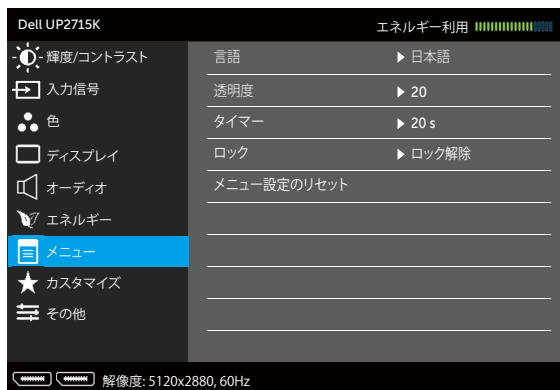 Dell UP2715K
エネルギー利用
輝度/コントラスト
入力信号
色
ディスプレイ
オーディオ
エネルギー
メニュー
カスタマイズ
その他
言語 日本語
透明度 20
タイマー 20 s
ロック ロック解除
メニュー設定のリセット
解像度: 5120x2880, 60Hz